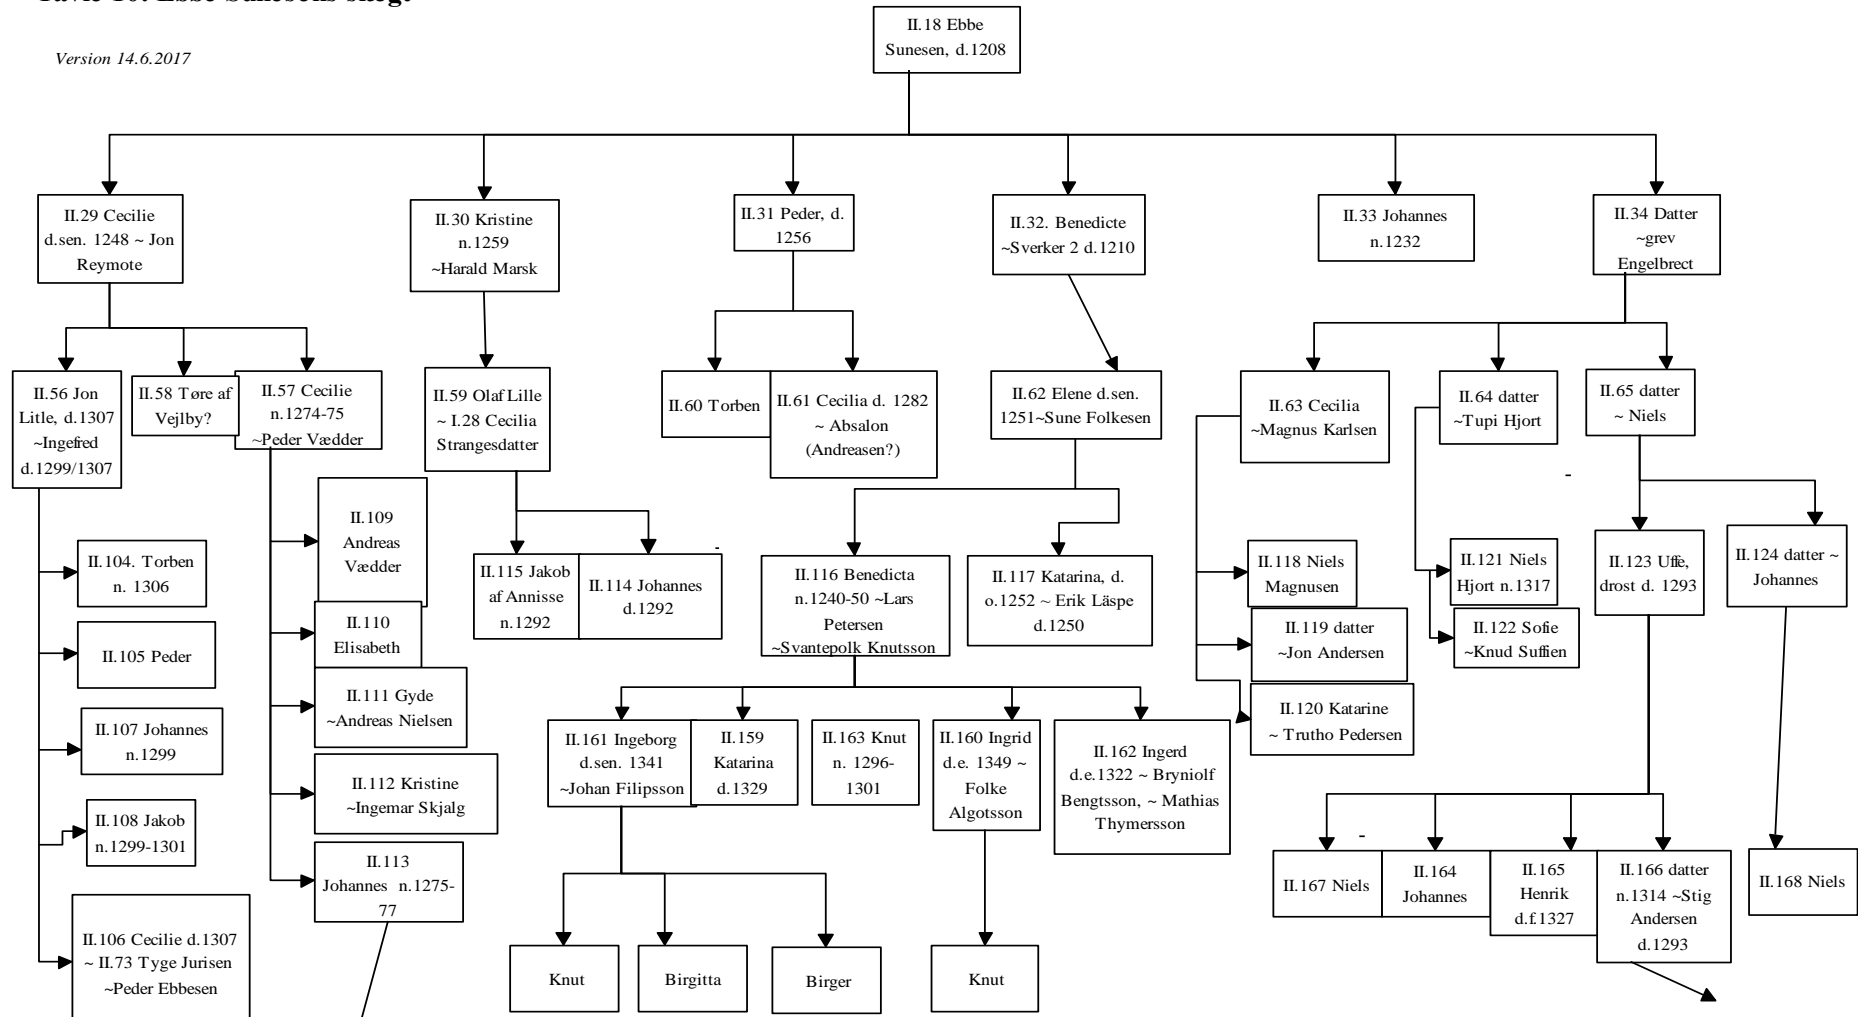 Tavle 10: Ebbe Sunesens slægt
Version 14.6.2017
II.18 Ebbe
Sunesen, d.1208
II.29 Cecilie
d.sen. 1248 ~ Jon
Reymote
II.30 Kristine
n.1259
~Harald Marsk
II.31 Peder, d.
1256
II.32. Benedicte
~Sverker 2 d.1210
II.33 Johannes
n.1232
II.34 Datter
~grev
Engelbrect
II.56 Jon
Litle, d.1307
~Ingefred
d.1299/1307
II.58 Tøre af
Vejlby?
II.57 Cecilie
n.1274-75
~Peder Vædder
II.59 Olaf Lille
~ I.28 Cecilia
Strangesdatter
II.60 Torben
II.61 Cecilia d. 1282
~ Absalon
(Andreasen?)
II.62 Elene d.sen.
1251~Sune Folkesen
II.63 Cecilia
~Magnus Karlsen
II.64 datter
~Tupi Hjort
II.65 datter
~ Niels
II.104. Torben
n. 1306
II.105 Peder
II.107 Johannes
n.1299
II.108 Jakob
n.1299-1301
II.106 Cecilie d.1307
~ II.73 Tyge Jurisen
~Peder Ebbesen
II.109
Andreas
Vædder
II.110
Elisabeth
II.111 Gyde
~Andreas Nielsen
II.112 Kristine
~Ingemar Skjalg
II.113
Johannes n.1275-
77
II.115 Jakob
af Annisse
n.1292
II.114 Johannes
d.1292
-
II.116 Benedicta
n.1240-50 ~Lars
Petersen
~Svantepolk Knutsson
II.117 Katarina, d.
o.1252 ~ Erik Läspe
d.1250
II.118 Niels
Magnusen
II.119 datter
~Jon Andersen
II.120 Katarine
~ Trutho Pedersen
II.121 Niels
Hjort n.1317
II.122 Sofie
~Knud Suffien
-
II.123 Uffe,
drost d. 1293
II.124 datter ~
Johannes
II.161 Ingeborg
d.sen. 1341
~Johan Filipsson
II.159
Katarina
d.1329
II.163 Knut
n. 1296-
1301
II.160 Ingrid
d.e. 1349 ~
Folke
Algotsson
II.162 Ingerd
d.e.1322 ~ Bryniolf
Bengtsson, ~ Mathias
Thymersson
-
II.167 Niels
II.164
Johannes
II.165
Henrik
d.f.1327
II.166 datter
n.1314 ~Stig
Andersen
d.1293
II.168 Niels
Knut
Birgitta
Birger
Knut